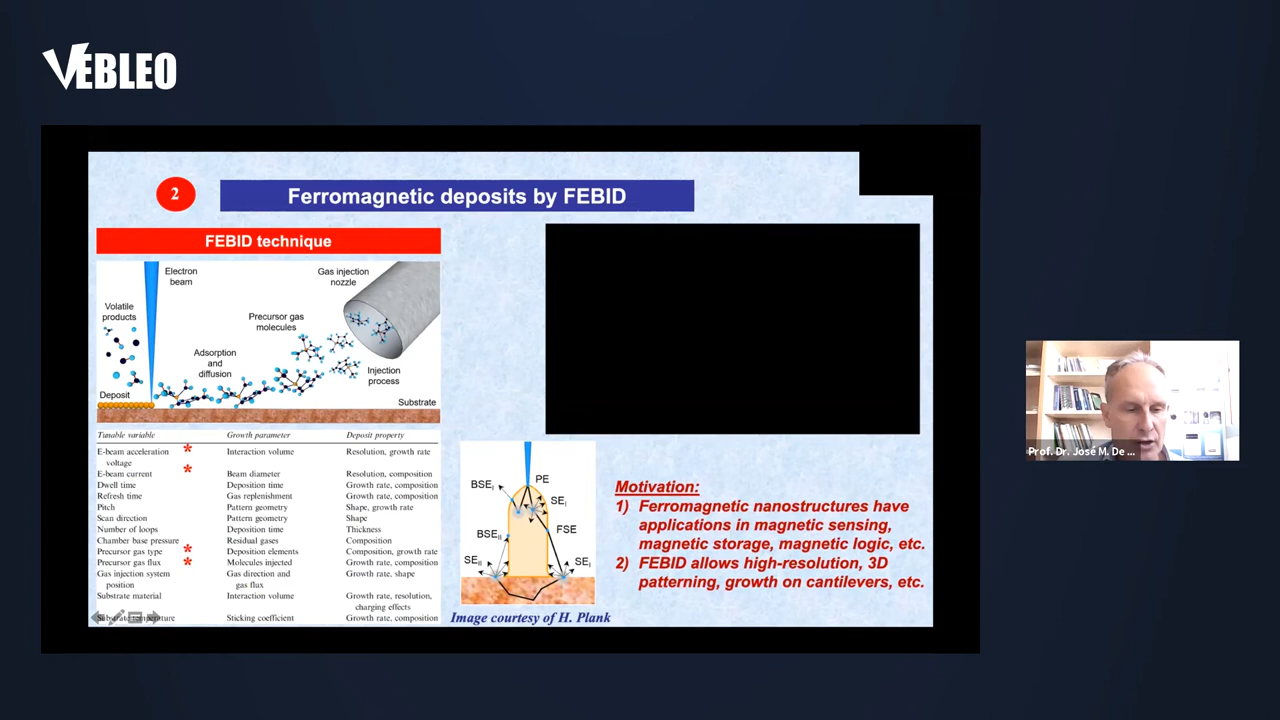 VEBLEO
2
Ferromagnetic deposits by FEBID
FEBID technique
Electron
beam
Gas injection
nozzle
Volatile
products
Precursor gas
molecules
Adsorption
and
diffusion
Injection
process
Deposit
Substrate
Tunable variable Growth parameter Deposit property
E-beam acceleration voltage * Interaction volume Resolution, growth rate
E-beam current * Beam diameter Resolution, composition
Dwell time Deposition time Growth rate, composition
Refresh time Gas replenishment Growth rate, composition
Pitch Pattern geometry Shape, growth rate
Scan direction Pattern geometry Shape
Number of loops Deposition time Thickness
Chamber base pressure Residual gases Composition
Precursor gas type * Deposition elements Composition, growth rate
Precursor gas flux * Molecules injected Growth rate, composition
Gas injection system position Gas direction and gas flux Growth rate, shape
Substrate material Interaction volume Growth rate, resolution, charging effects
Substrate temperature Sticking coefficient Growth rate, composition
PE
BSE I
SE I
FSE
BSE II
SE II
SE I
Image courtesy of H. Plank
Motivation:
1) Ferromagnetic nanostructures have
applications in magnetic sensing,
magnetic storage, magnetic logic, etc.
2) FEBID allows high-resolution, 3D
patterning, growth on cantilevers, etc.
Prof. Dr. José M. De ...